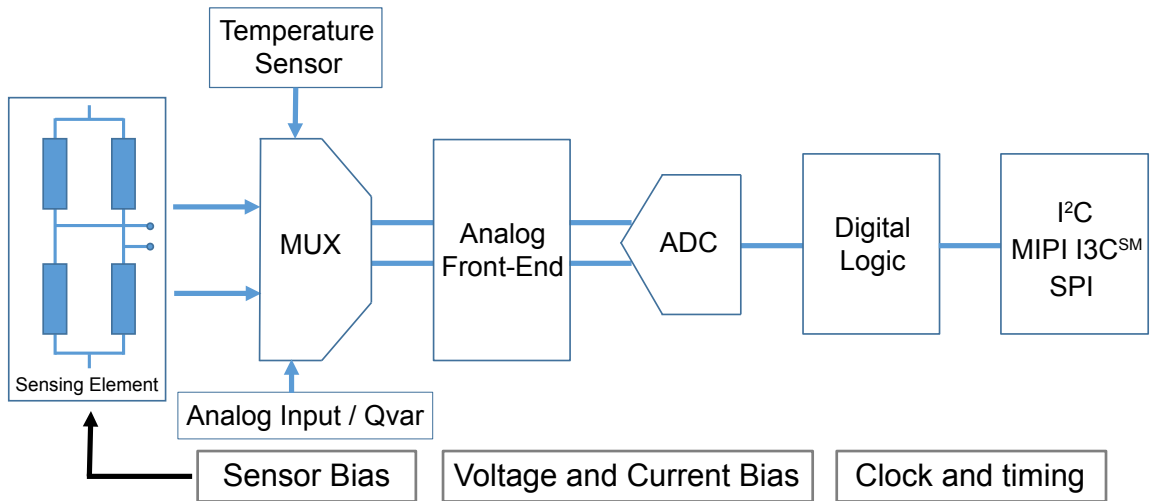 Temperature
Sensor
Sensing Element
MUX
Analog Input / Qvar
Analog
Front-End
ADC
Digital
Logic
I²C
MIPI I3Cˢᴹ
SPI
Sensor Bias
Voltage and Current Bias
Clock and timing